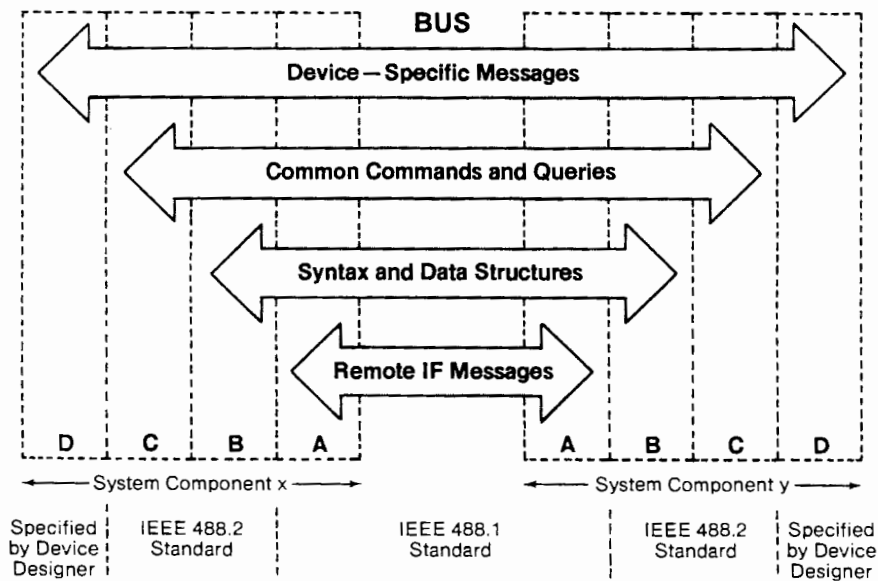 BUS
Device—Specific Messages
Common Commands and Queries
Syntax and Data Structures
Remote IF Messages
D C B A A B C D
System Component x System Component y
Specified by Device Designer
IEEE 488.2 Standard
IEEE 488.1 Standard
IEEE 488.2 Standard
Specified by Device Designer